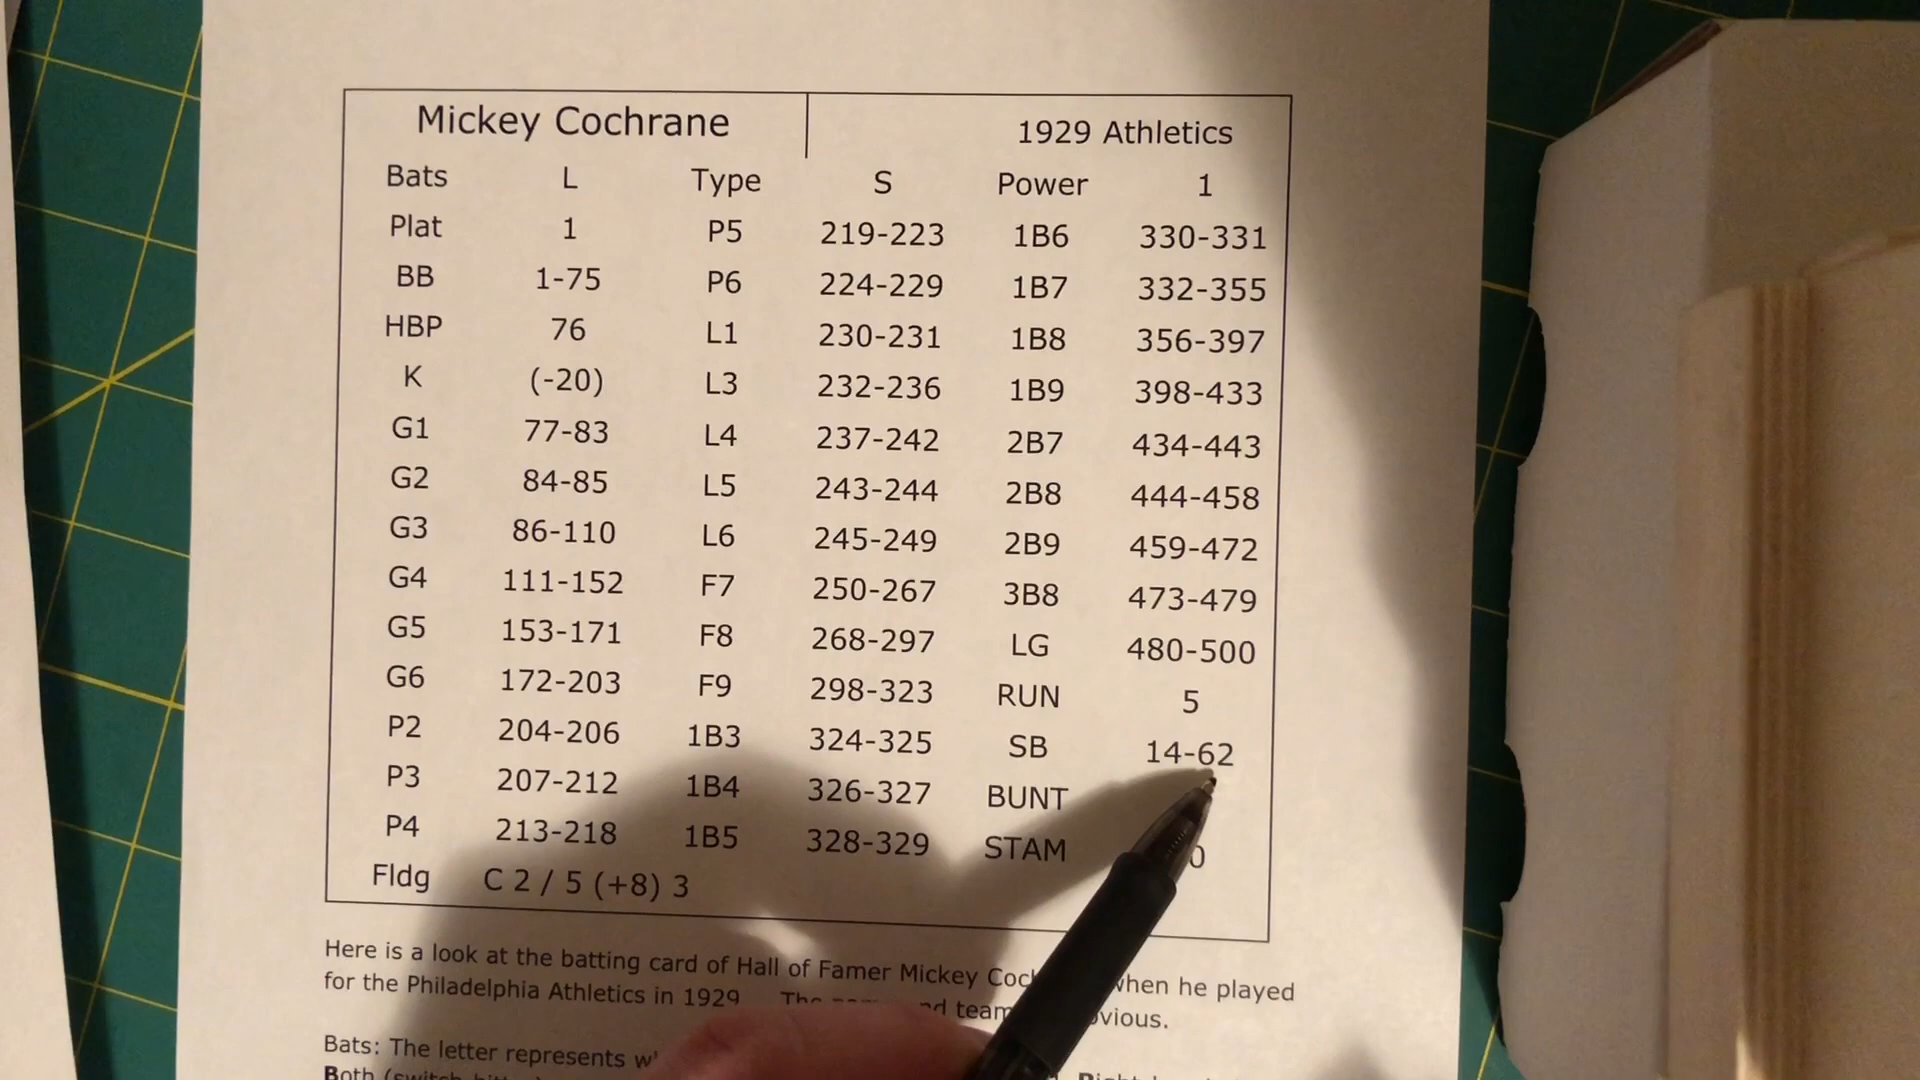 Mickey Cochrane 1929 Athletics
Bats L Type S Power 1
Plat 1 P5 219-223 1B6 330-331
BB 1-75 P6 224-229 1B7 332-355
HBP 76 L1 230-231 1B8 356-397
K (-20) L3 232-236 1B9 398-433
G1 77-83 L4 237-242 2B7 434-443
G2 84-85 L5 243-244 2B8 444-458
G3 86-110 L6 245-249 2B9 459-472
G4 111-152 F7 250-267 3B8 473-479
G5 153-171 F8 268-297 LG 480-500
G6 172-203 F9 298-323 RUN 5
P2 204-206 1B3 324-325 SB 14-62
P3 207-212 1B4 326-327 BUNT
P4 213-218 1B5 328-329 STAM
Fldg C 2 / 5 (+8) 3
Here is a look at the batting card of Hall of Famer Mickey when he played
for the Philadelphia Athletics in 1929 The team
Bats: The letter represents